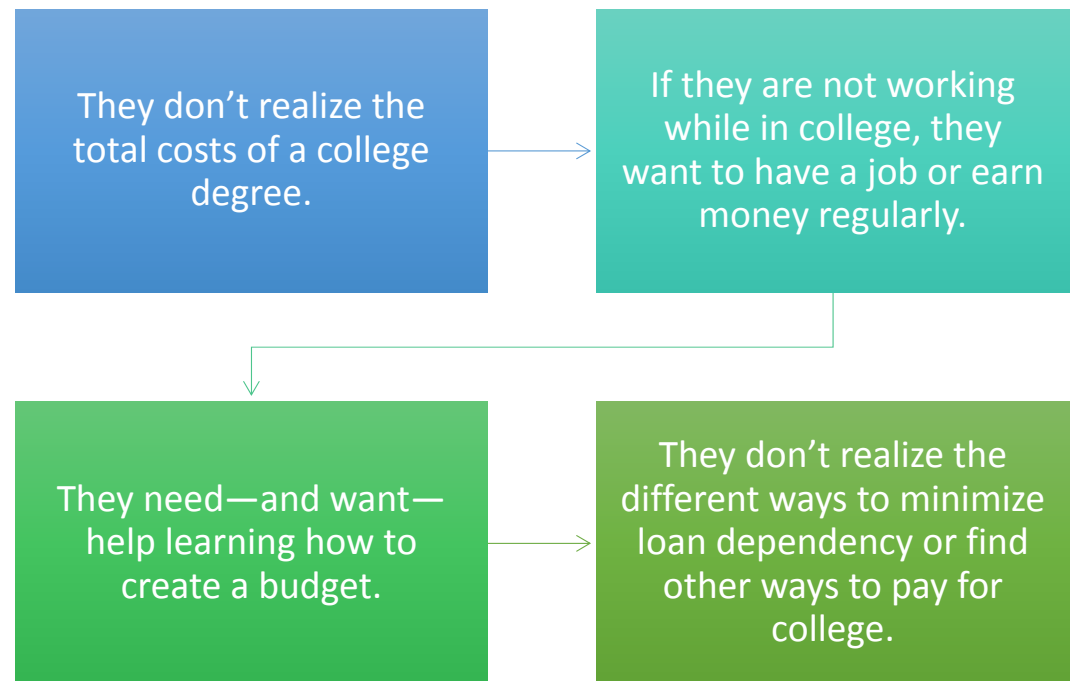 They don’t realize the
total costs of a college
degree.
If they are not working
while in college, they
want to have a job or earn
money regularly.
They need—and want—
help learning how to
create a budget.
They don’t realize the
different ways to minimize
loan dependency or find
other ways to pay for
college.